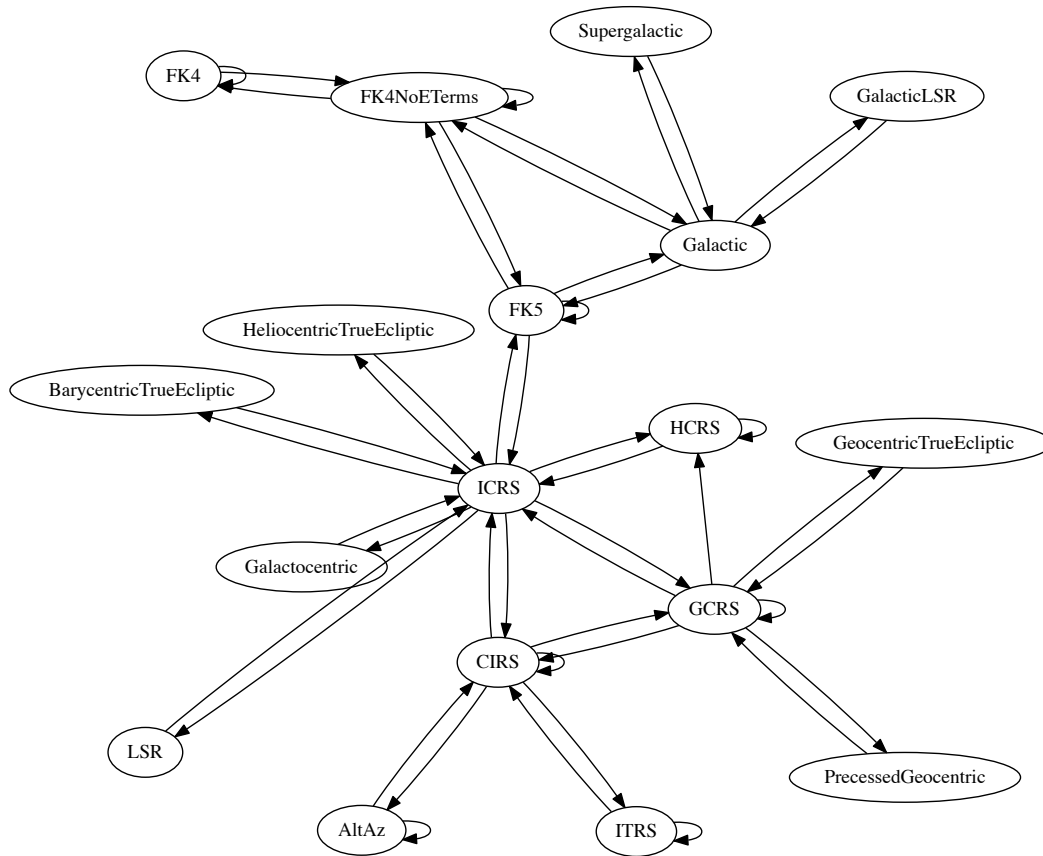 Supergalactic
FK4
FK4NoETerms
GalacticLSR
Galactic
FK5
HeliocentricTrueEcliptic
BarycentricTrueEcliptic
HCRS
GeocentricTrueEcliptic
ICRS
Galactocentric
GCRS
CIRS
LSR
PrecessedGeocentric
AltAz
ITRS